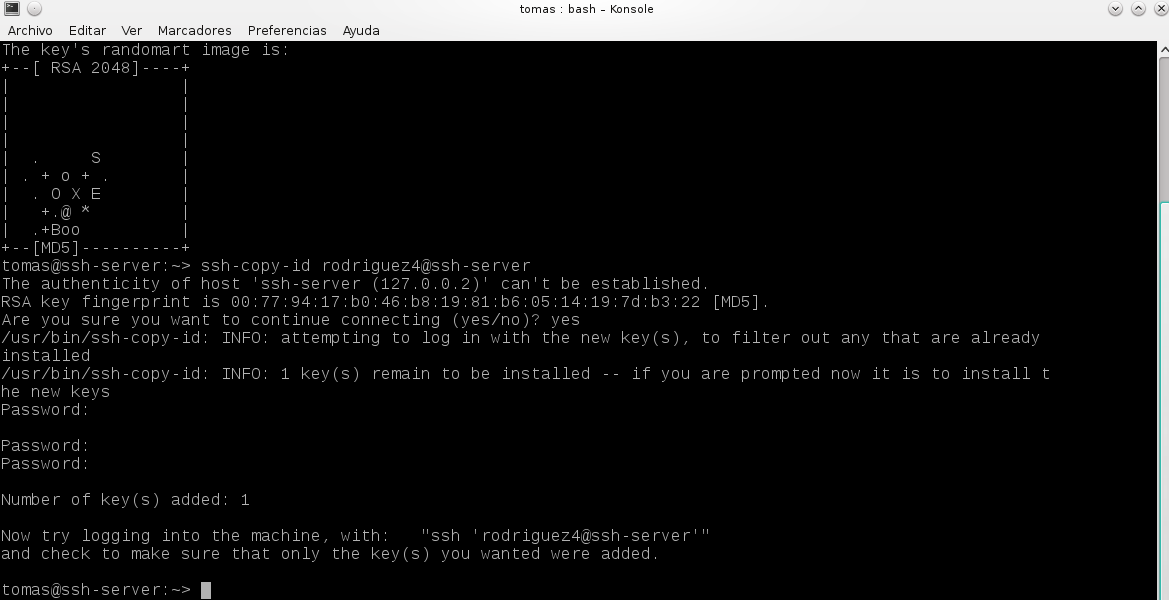 tomas : bash – Konsole
Archivo Editar Ver Marcadores Preferencias Ayuda
The key's randomart image is:
+--[ RSA 2048]----+
|                 |
|                 |
|                 |
|                 |
|  .     S        |
| . + o + .       |
|  . O X E        |
|   +.@ *         |
|  .+Boo          |
+--[MD5]----------+
tomas@ssh-server:~> ssh-copy-id rodriguez4@ssh-server
The authenticity of host 'ssh-server (127.0.0.2)' can't be established.
RSA key fingerprint is 00:77:94:17:b0:46:b8:19:81:b6:05:14:19:7d:b3:22 [MD5].
Are you sure you want to continue connecting (yes/no)? yes
/usr/bin/ssh-copy-id: INFO: attempting to log in with the new key(s), to filter out any that are already
installed
/usr/bin/ssh-copy-id: INFO: 1 key(s) remain to be installed -- if you are prompted now it is to install t
he new keys
Password:
Password:
Password:
Number of key(s) added: 1
Now try logging into the machine, with:   "ssh 'rodriguez4@ssh-server'"
and check to make sure that only the key(s) you wanted were added.
tomas@ssh-server:~>